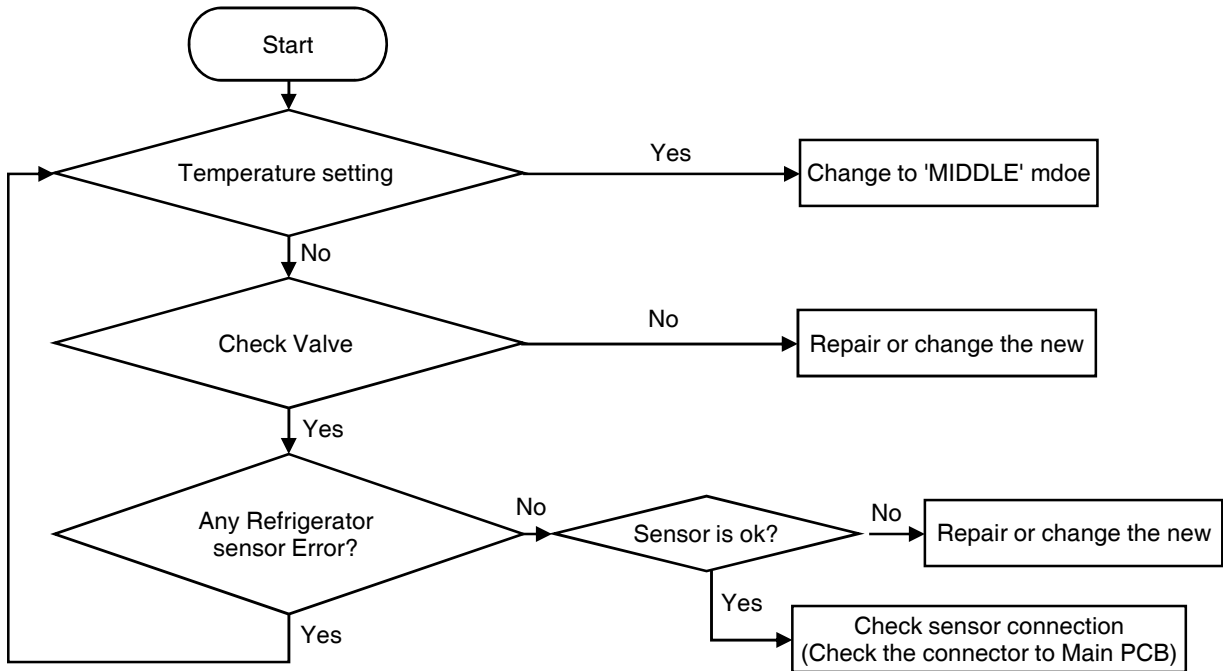 Start
Temperature setting
Yes
Change to 'MIDDLE' mdoe
No
Check Valve
No
Repair or change the new
Yes
Any Refrigerator
sensor Error?
No
Sensor is ok?
No
Repair or change the new
Yes
Yes
Check sensor connection
(Check the connector to Main PCB)